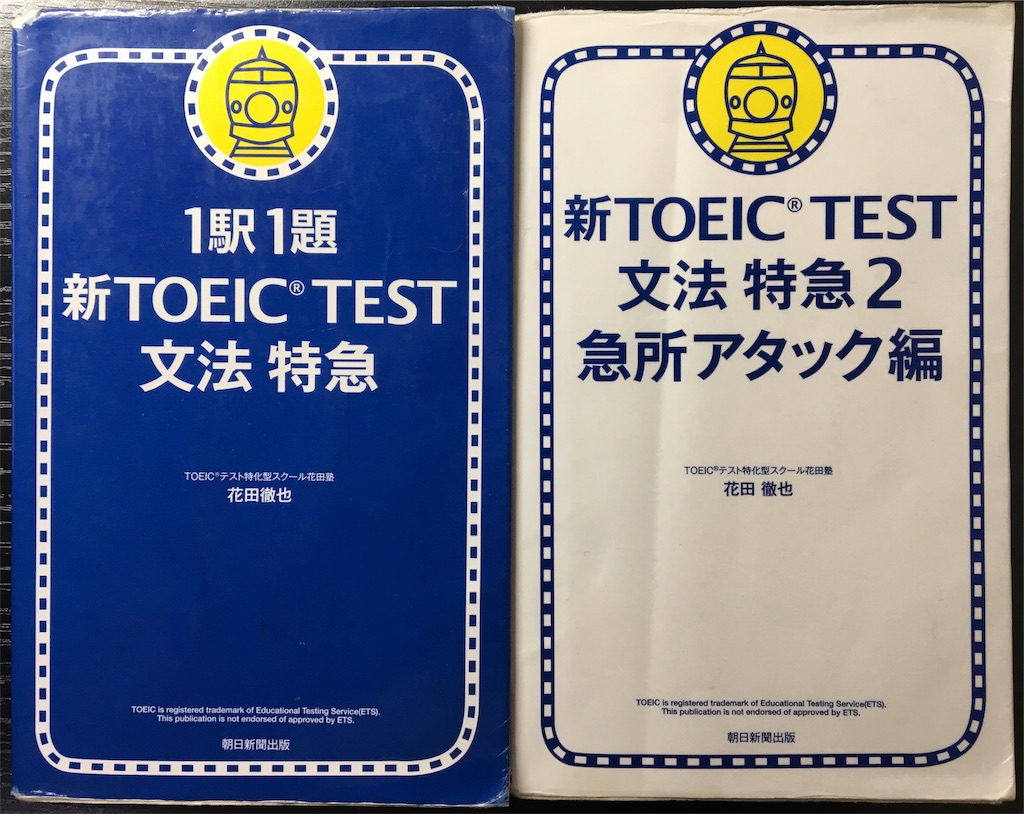 1駅1題
新TOEIC® TEST
文法 特急
TOEIC®テスト特化型スクール花田塾
花田徹也
TOEIC is registered trademark of Educational Testing Service(ETS).
This publication is not endorsed of approved by ETS.
朝日新聞出版
新TOEIC® TEST
文法 特急2
急所アタック編
TOEIC®テスト特化型スクール花田塾
花田 徹也
TOEIC is registered trademark of Educational Testing Service(ETS).
This publication is not endorsed of approved by ETS.
朝日新聞出版